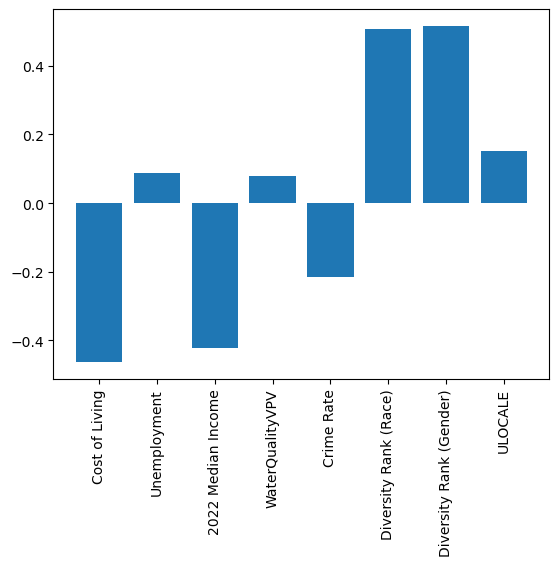 0.4
0.2
0.0
−0.2
−0.4
Cost of Living
Unemployment
2022 Median Income
WaterQualityVPV
Crime Rate
Diversity Rank (Race)
Diversity Rank (Gender)
ULOCALE